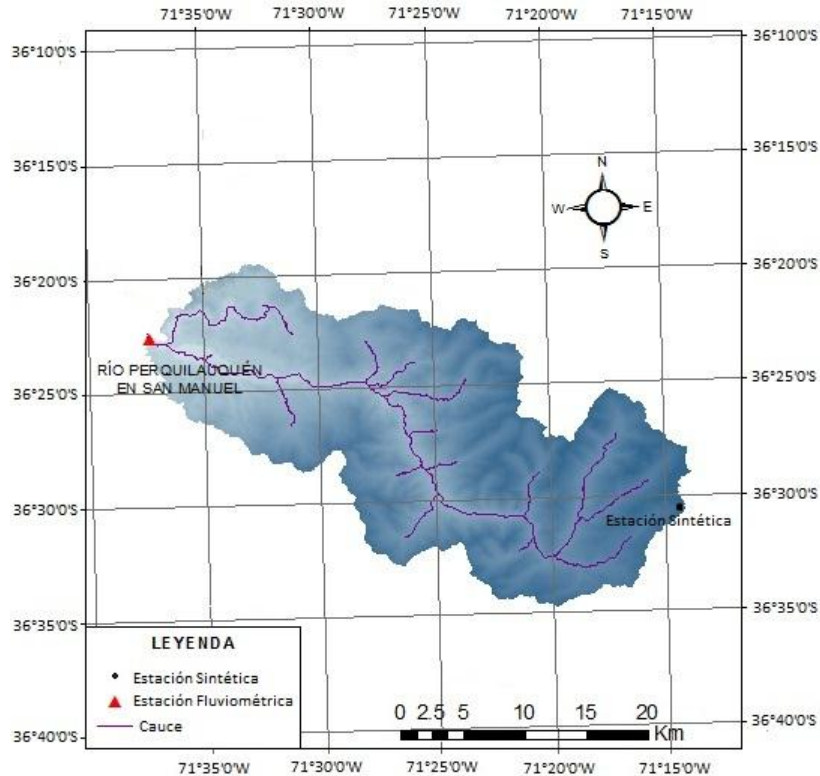 71°35'0"S 71°30'0"S 71°25'0"S 71°20'0"S 71°15'0"S
36°10'0"S 36°10'0"S
36°15'0"S 36°15'0"S
N
W E
S
36°20'0"S 36°20'0"S
RÍO PERQUILAUQUÉN
EN SAN MANUEL
36°25'0"S 36°25'0"S
36°30'0"S 36°30'0"S
Estación Sintética
36°35'0"S 36°35'0"S
LEYENDA
Estación Sintética
Estación Fluviométrica
Cauce
0 2.5 5 10 15 20
Km
36°40'0"S 36°40'0"S
71°35'0"S 71°30'0"S 71°25'0"S 71°20'0"S 71°15'0"S